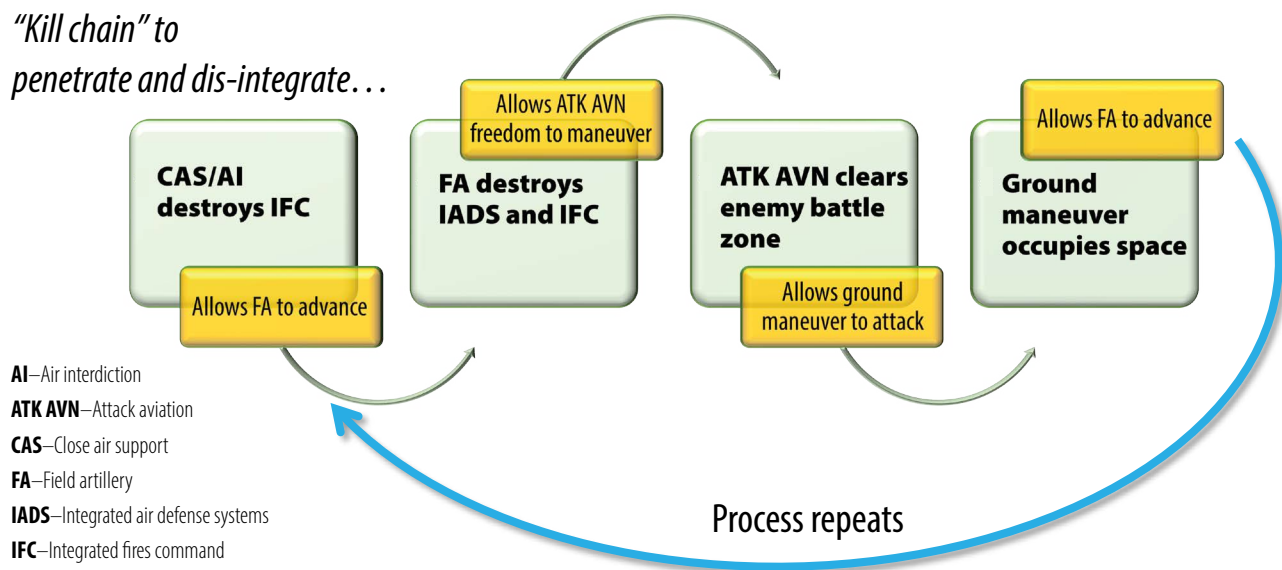 “Kill chain” to
penetrate and dis-integrate…
CAS/AI
destroys IFC
Allows FA to advance
FA destroys
IADS and IFC
Allows ATK AVN
freedom to maneuver
ATK AVN clears
enemy battle
zone
Allows ground
maneuver to attack
Ground
maneuver
occupies space
Allows FA to advance
Process repeats
AI–Air interdiction
ATK AVN–Attack aviation
CAS–Close air support
FA–Field artillery
IADS–Integrated air defense systems
IFC–Integrated fires command